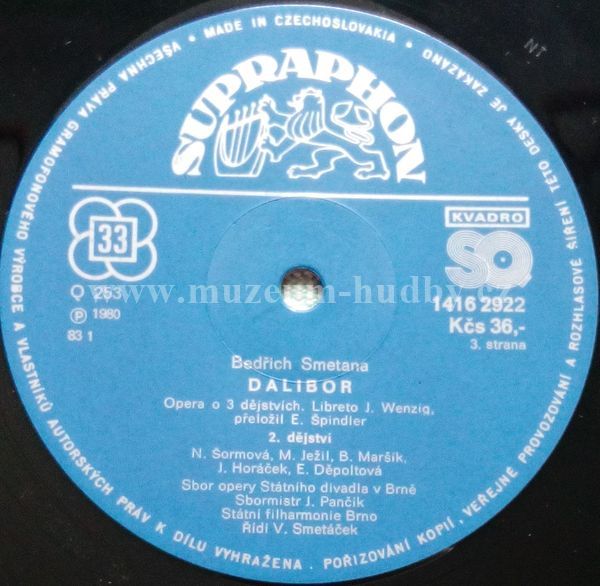 VŠECHNA PRÁVA GRAMOFONOVÉHO VÝROBCE A VLASTNÍKŮ AUTORSKÝCH PRÁV K DÍLU VYHRAŽENA. POŘIZOVÁNÍ KOPIÍ, VEŘEJNÉ PROVOZOVÁNÍ A ROZHLASOVÉ ŠÍŘENÍ TÉTO DESKY JE ZAKÁZÁNO
• MADE IN CZECHOSLOVAKIA •
SUPRAPHON
33
KVADRO
SQ
Q 253
1416 2922
Ⓟ 1980
Kčs 36,-
83 1
3. strana
www.muzeum-hudby.cz
Bedřich Smetana
DALIBOR
Opera o 3 dějstvích. Libreto J. Wenzig,
přeložil E. Špindler
2. dějství
N. Šormová, M. Ježil, B. Maršík,
J. Horáček, E. Děpoltová
Sbor opery Státního divadla v Brně
Sbormistr J. Pančík
Státní filharmonie Brno
Řídí V. Smetáček